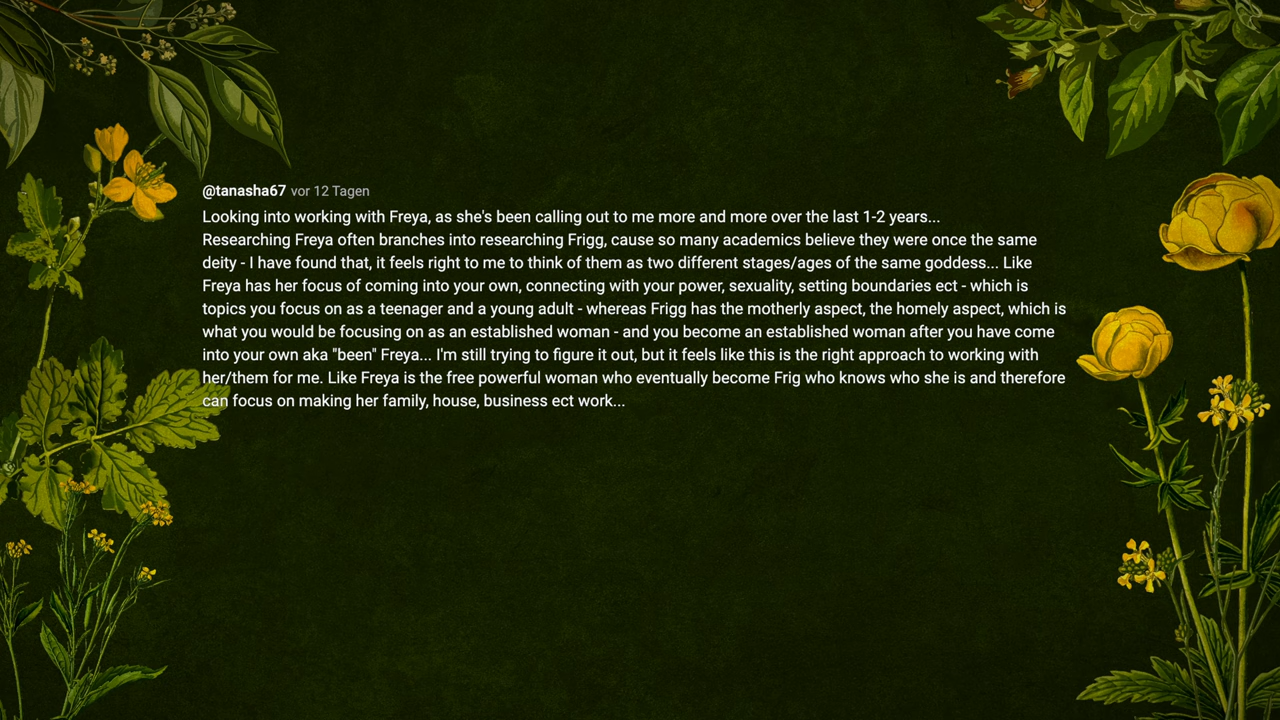 @tanasha67 vor 12 Tagen
Looking into working with Freya, as she's been calling out to me more and more over the last 1-2 years...
Researching Freya often branches into researching Frigg, cause so many academics believe they were once the same
deity - I have found that, it feels right to me to think of them as two different stages/ages of the same goddess... Like
Freya has her focus of coming into your own, connecting with your power, sexuality, setting boundaries ect - which is
topics you focus on as a teenager and a young adult - whereas Frigg has the motherly aspect, the homely aspect, which is
what you would be focusing on as an established woman - and you become an established woman after you have come
into your own aka "been" Freya... I'm still trying to figure it out, but it feels like this is the right approach to working with
her/them for me. Like Freya is the free powerful woman who eventually become Frig who knows who she is and therefore
can focus on making her family, house, business ect work...